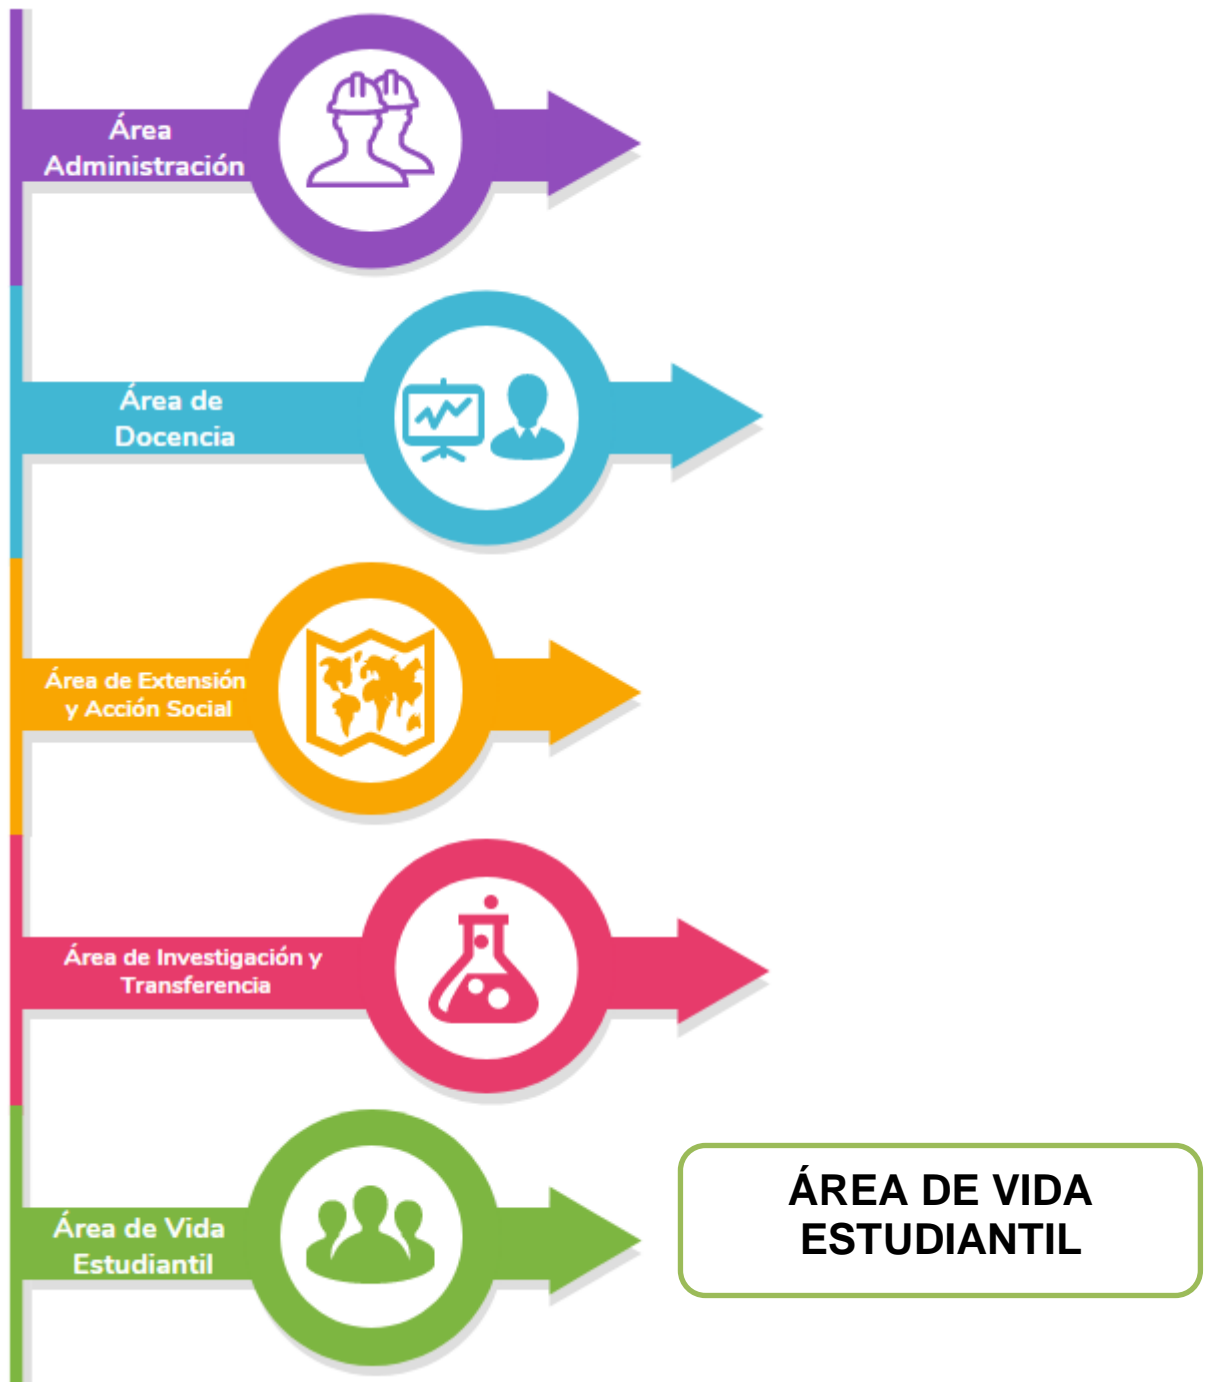 Área
Administración
Área de
Docencia
Área de Extensión
y Acción Social
Área de Investigación y
Transferencia
Área de Vida
Estudiantil
ÁREA DE VIDA
ESTUDIANTIL